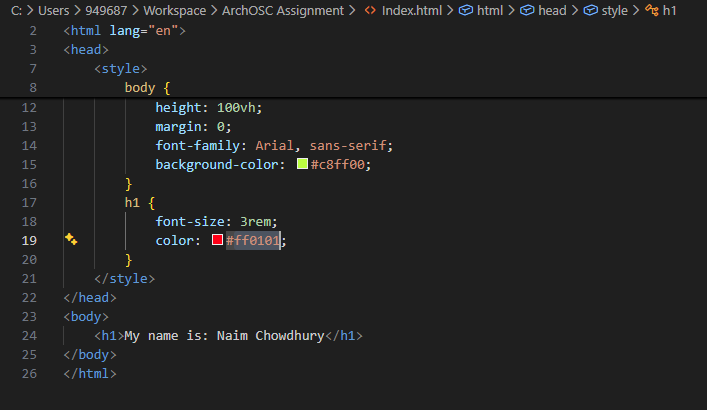 C: > Users > 949687 > Workspace > ArchOSC Assignment > <> Index.html > html > head > style > h1
2 <html lang="en">
3 <head>
7 <style>
8 body {
12 height: 100vh;
13 margin: 0;
14 font-family: Arial, sans-serif;
15 background-color: #c8ff00;
16 }
17 h1 {
18 font-size: 3rem;
19 color: #ff0101;
20 }
21 </style>
22 </head>
23 <body>
24 <h1>My name is: Naim Chowdhury</h1>
25 </body>
26 </html>